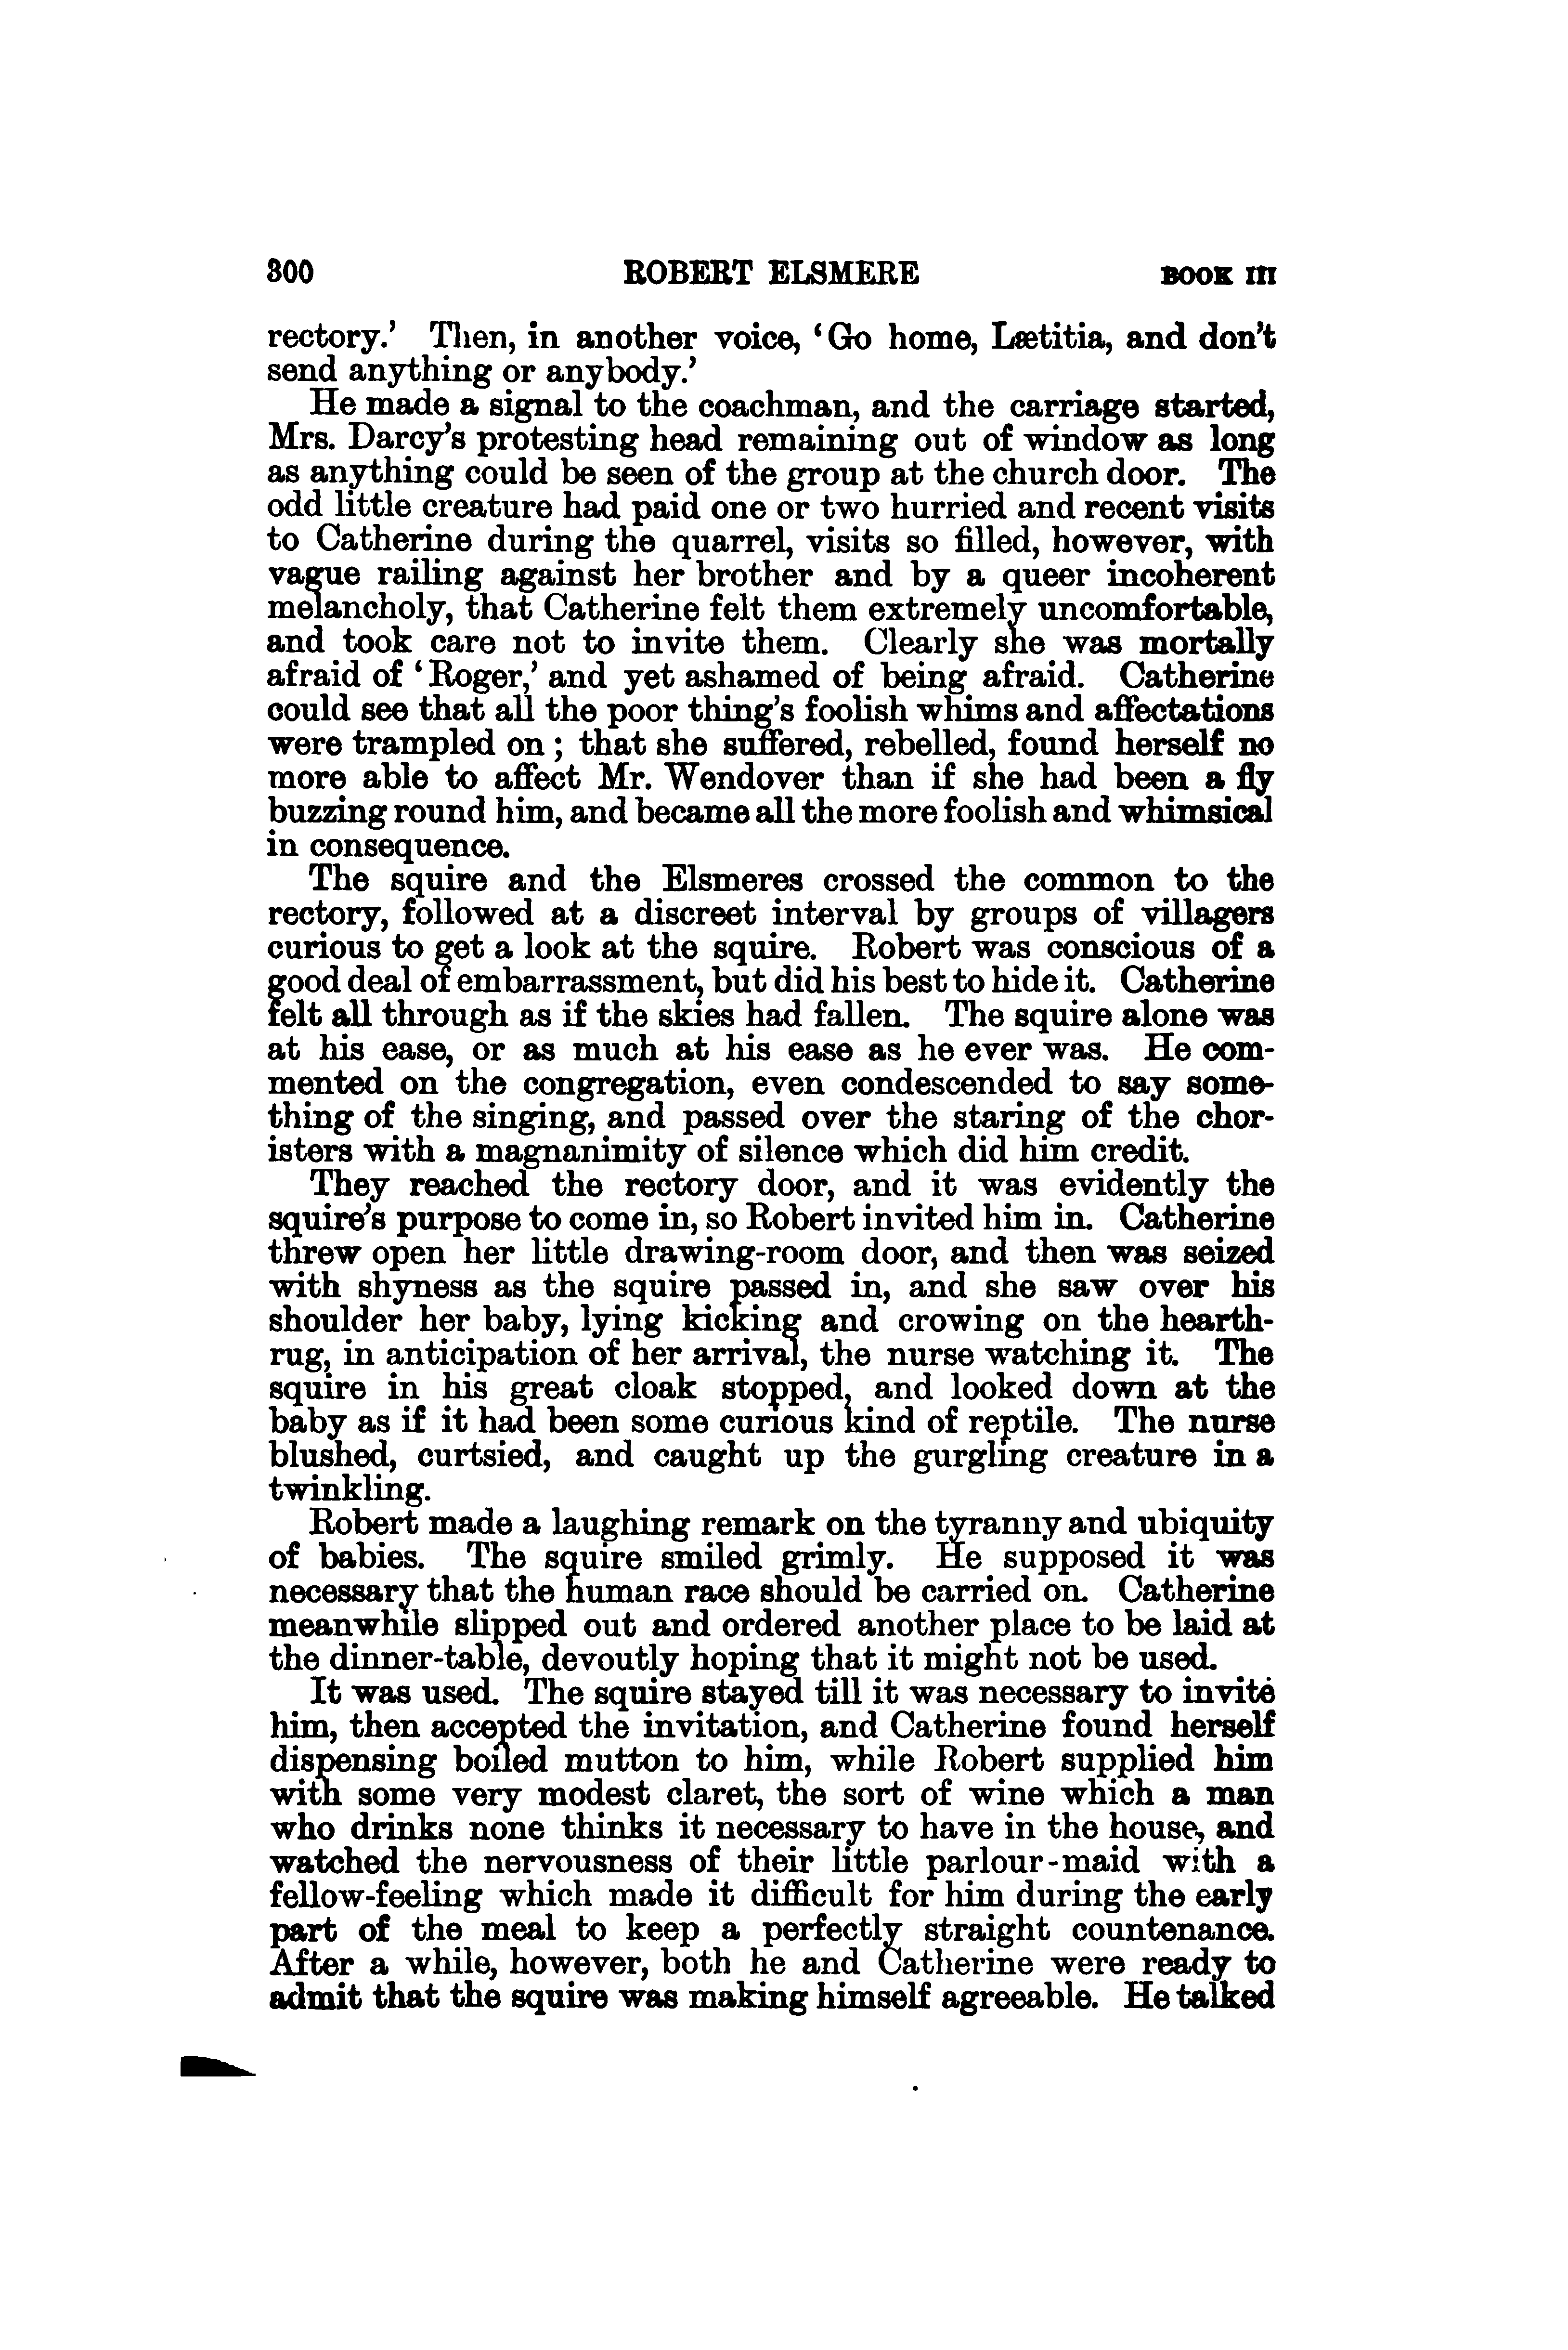 300 ROBERT ELSMERE BOOK III
rectory.’ Then, in another voice, ‘Go home, Lætitia, and don’t
send anything or anybody.’
He made a signal to the coachman, and the carriage started,
Mrs. Darcy’s protesting head remaining out of window as long
as anything could be seen of the group at the church door. The
odd little creature had paid one or two hurried and recent visits
to Catherine during the quarrel, visits so filled, however, with
vague railing against her brother and by a queer incoherent
melancholy, that Catherine felt them extremely uncomfortable,
and took care not to invite them. Clearly she was mortally
afraid of ‘Roger,’ and yet ashamed of being afraid. Catherine
could see that all the poor thing’s foolish whims and affectations
were trampled on ; that she suffered, rebelled, found herself no
more able to affect Mr. Wendover than if she had been a fly
buzzing round him, and became all the more foolish and whimsical
in consequence.
The squire and the Elsmeres crossed the common to the
rectory, followed at a discreet interval by groups of villagers
curious to get a look at the squire. Robert was conscious of a
good deal of embarrassment, but did his best to hide it. Catherine
felt all through as if the skies had fallen. The squire alone was
at his ease, or as much at his ease as he ever was. He com-
mented on the congregation, even condescended to say some-
thing of the singing, and passed over the staring of the chor-
isters with a magnanimity of silence which did him credit.
They reached the rectory door, and it was evidently the
squire’s purpose to come in, so Robert invited him in. Catherine
threw open her little drawing-room door, and then was seized
with shyness as the squire passed in, and she saw over his
shoulder her baby, lying kicking and crowing on the hearth-
rug, in anticipation of her arrival, the nurse watching it. The
squire in his great cloak stopped, and looked down at the
baby as if it had been some curious kind of reptile. The nurse
blushed, curtsied, and caught up the gurgling creature in a
twinkling.
Robert made a laughing remark on the tyranny and ubiquity
of babies. The squire smiled grimly. He supposed it was
necessary that the human race should be carried on. Catherine
meanwhile slipped out and ordered another place to be laid at
the dinner-table, devoutly hoping that it might not be used.
It was used. The squire stayed till it was necessary to invite
him, then accepted the invitation, and Catherine found herself
dispensing boiled mutton to him, while Robert supplied him
with some very modest claret, the sort of wine which a man
who drinks none thinks it necessary to have in the house, and
watched the nervousness of their little parlour-maid with a
fellow-feeling which made it difficult for him during the early
part of the meal to keep a perfectly straight countenance.
After a while, however, both he and Catherine were ready to
admit that the squire was making himself agreeable. He talked